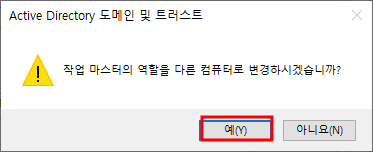 Active Directory 도메인 및 트러스트
작업 마스터의 역할을 다른 컴퓨터로 변경하시겠습니까?
예(Y)
아니요(N)